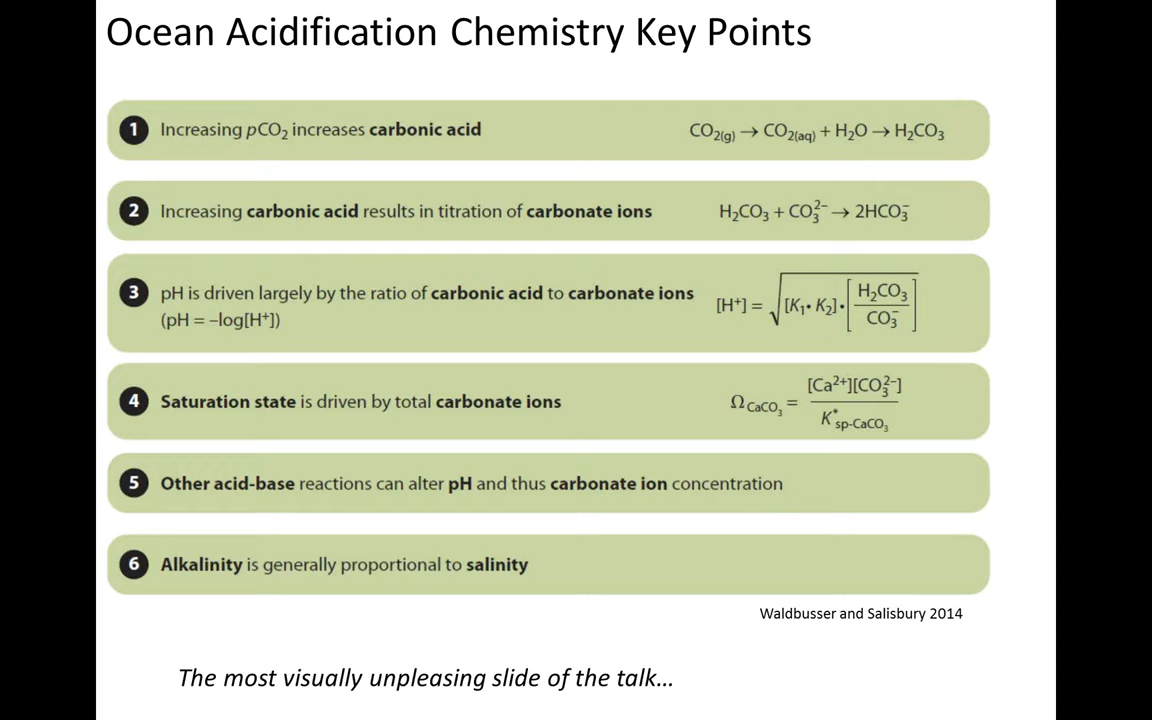 Ocean Acidification Chemistry Key Points
1 Increasing pCO₂ increases carbonic acid CO₂(g) → CO₂(aq) + H₂O → H₂CO₃
2 Increasing carbonic acid results in titration of carbonate ions H₂CO₃ + CO₃²⁻ → 2HCO₃⁻
3 pH is driven largely by the ratio of carbonic acid to carbonate ions [H⁺] = √[K₁• K₂]•[H₂CO₃/CO₃⁻]
(pH = –log[H⁺])
4 Saturation state is driven by total carbonate ions Ω CaCO₃ = [Ca²⁺][CO₃²⁻] / K*sp-CaCO₃
5 Other acid-base reactions can alter pH and thus carbonate ion concentration
6 Alkalinity is generally proportional to salinity
Waldbusser and Salisbury 2014
The most visually unpleasing slide of the talk…